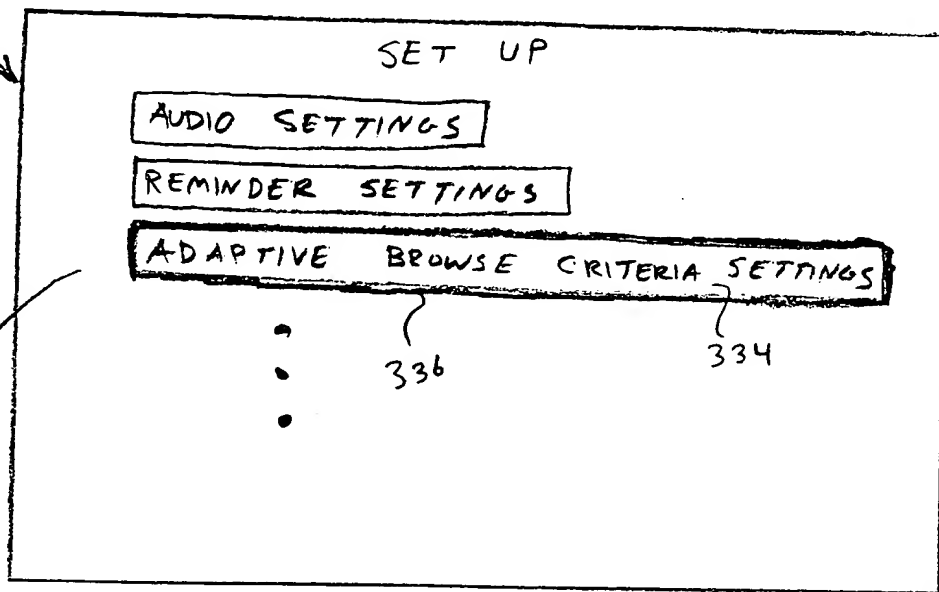 SET UP
AUDIO SETTINGS
REMINDER SETTINGS
ADAPTIVE BROWSE CRITERIA SETTINGS
336 334